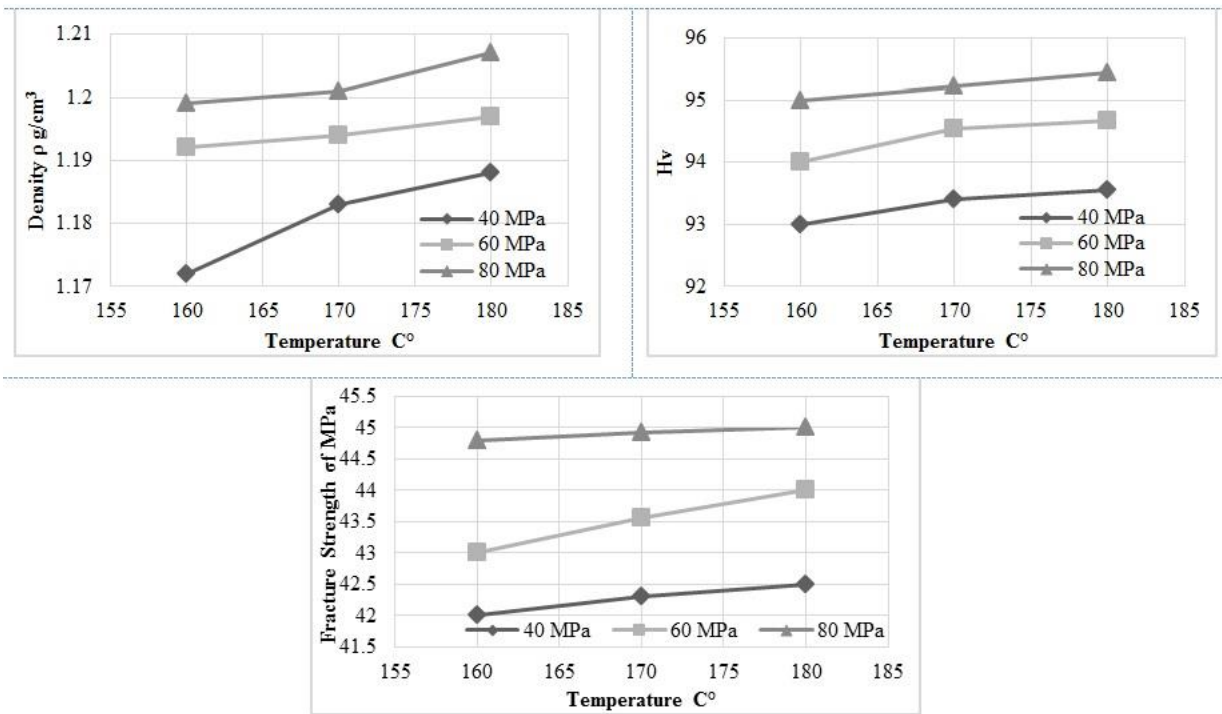 Density ρ g/cm³
1.21
1.2
1.19
1.18
1.17
40 MPa
60 MPa
80 MPa
155 160 165 170 175 180 185
Temperature C°
Hv
96
95
94
93
92
40 MPa
60 MPa
80 MPa
155 160 165 170 175 180 185
Temperature C°
Fracture Strength σf MPa
45.5
45
44.5
44
43.5
43
42.5
42
41.5
40 MPa 60 MPa 80 MPa
155 160 165 170 175 180 185
Temperature C°